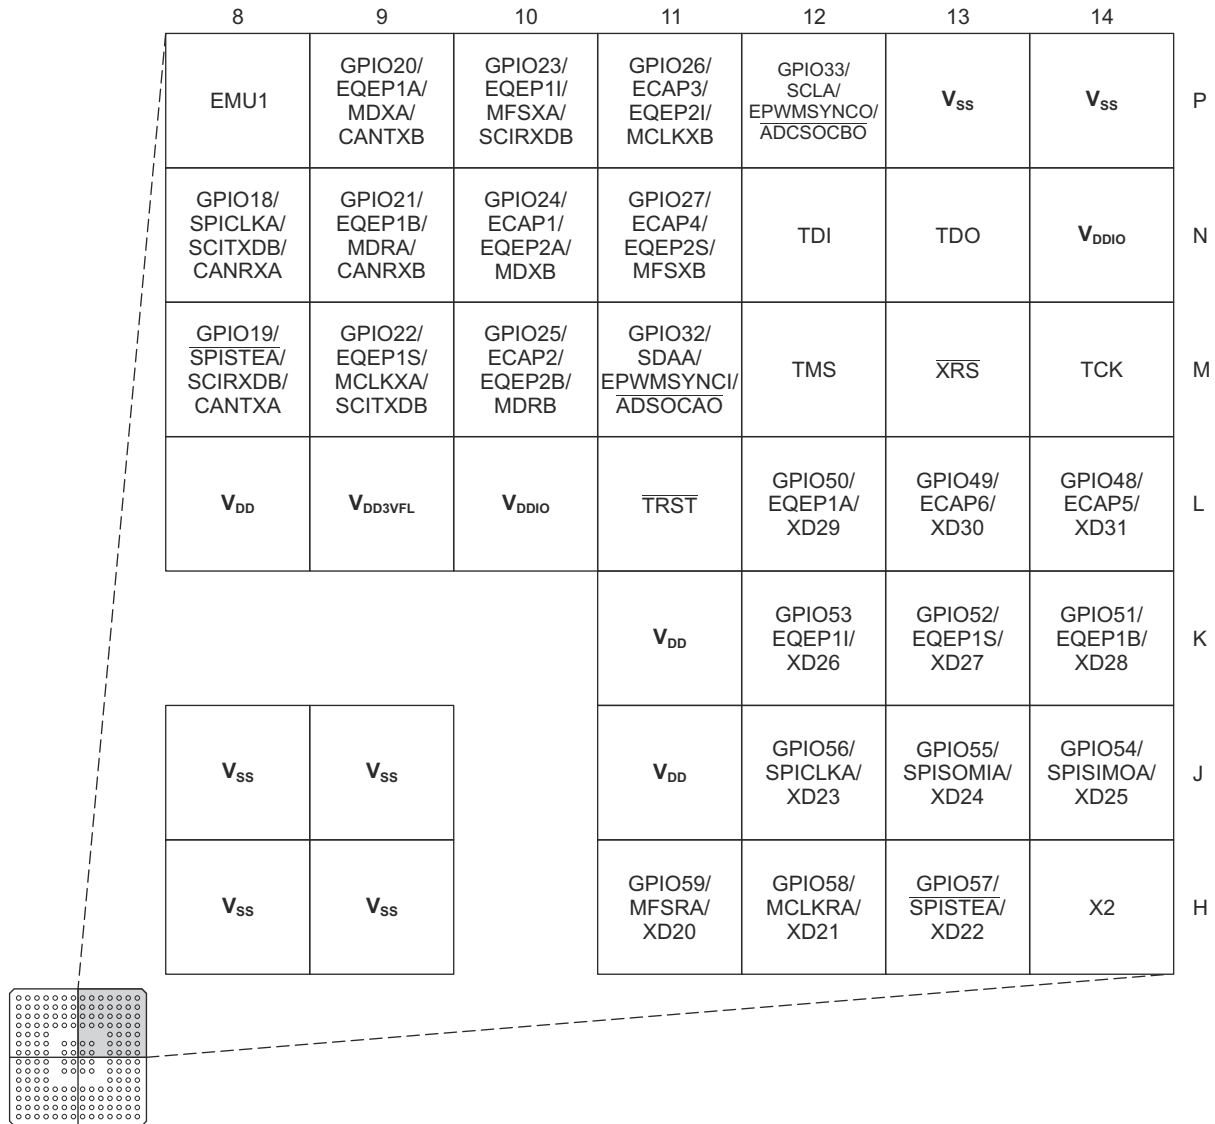 8 9 10 11 12 13 14
EMU1
GPIO20/
EQEP1A/
MDXA/
CANTXB
GPIO23/
EQEP1I/
MFSXA/
SCIRXDB
GPIO26/
ECAP3/
EQEP2I/
MCLKXB
GPIO33/
SCLA/
EPWMSYNCO/
ADCSOCBO
VSS
VSS
P
GPIO18/
SPICLKA/
SCITXDB/
CANRXA
GPIO21/
EQEP1B/
MDRA/
CANRXB
GPIO24/
ECAP1/
EQEP2A/
MDXB
GPIO27/
ECAP4/
EQEP2S/
MFSXB
TDI
TDO
VDDIO
N
GPIO19/
SPISTEA/
SCIRXDB/
CANTXA
GPIO22/
EQEP1S/
MCLKXA/
SCITXDB
GPIO25/
ECAP2/
EQEP2B/
MDRB
GPIO32/
SDAA/
EPWMSYNCI/
ADSOCAO
TMS
XRS
TCK
M
VDD
VDD3VFL
VDDIO
TRST
GPIO50/
EQEP1A/
XD29
GPIO49/
ECAP6/
XD30
GPIO48/
ECAP5/
XD31
L
VDD
GPIO53
EQEP1I/
XD26
GPIO52/
EQEP1S/
XD27
GPIO51/
EQEP1B/
XD28
K
VSS
VSS
VDD
GPIO56/
SPICLKA/
XD23
GPIO55/
SPISOMIA/
XD24
GPIO54/
SPISIMOA/
XD25
J
VSS
VSS
GPIO59/
MFSRA/
XD20
GPIO58/
MCLKRA/
XD21
GPIO57/
SPISTEA/
XD22
X2
H